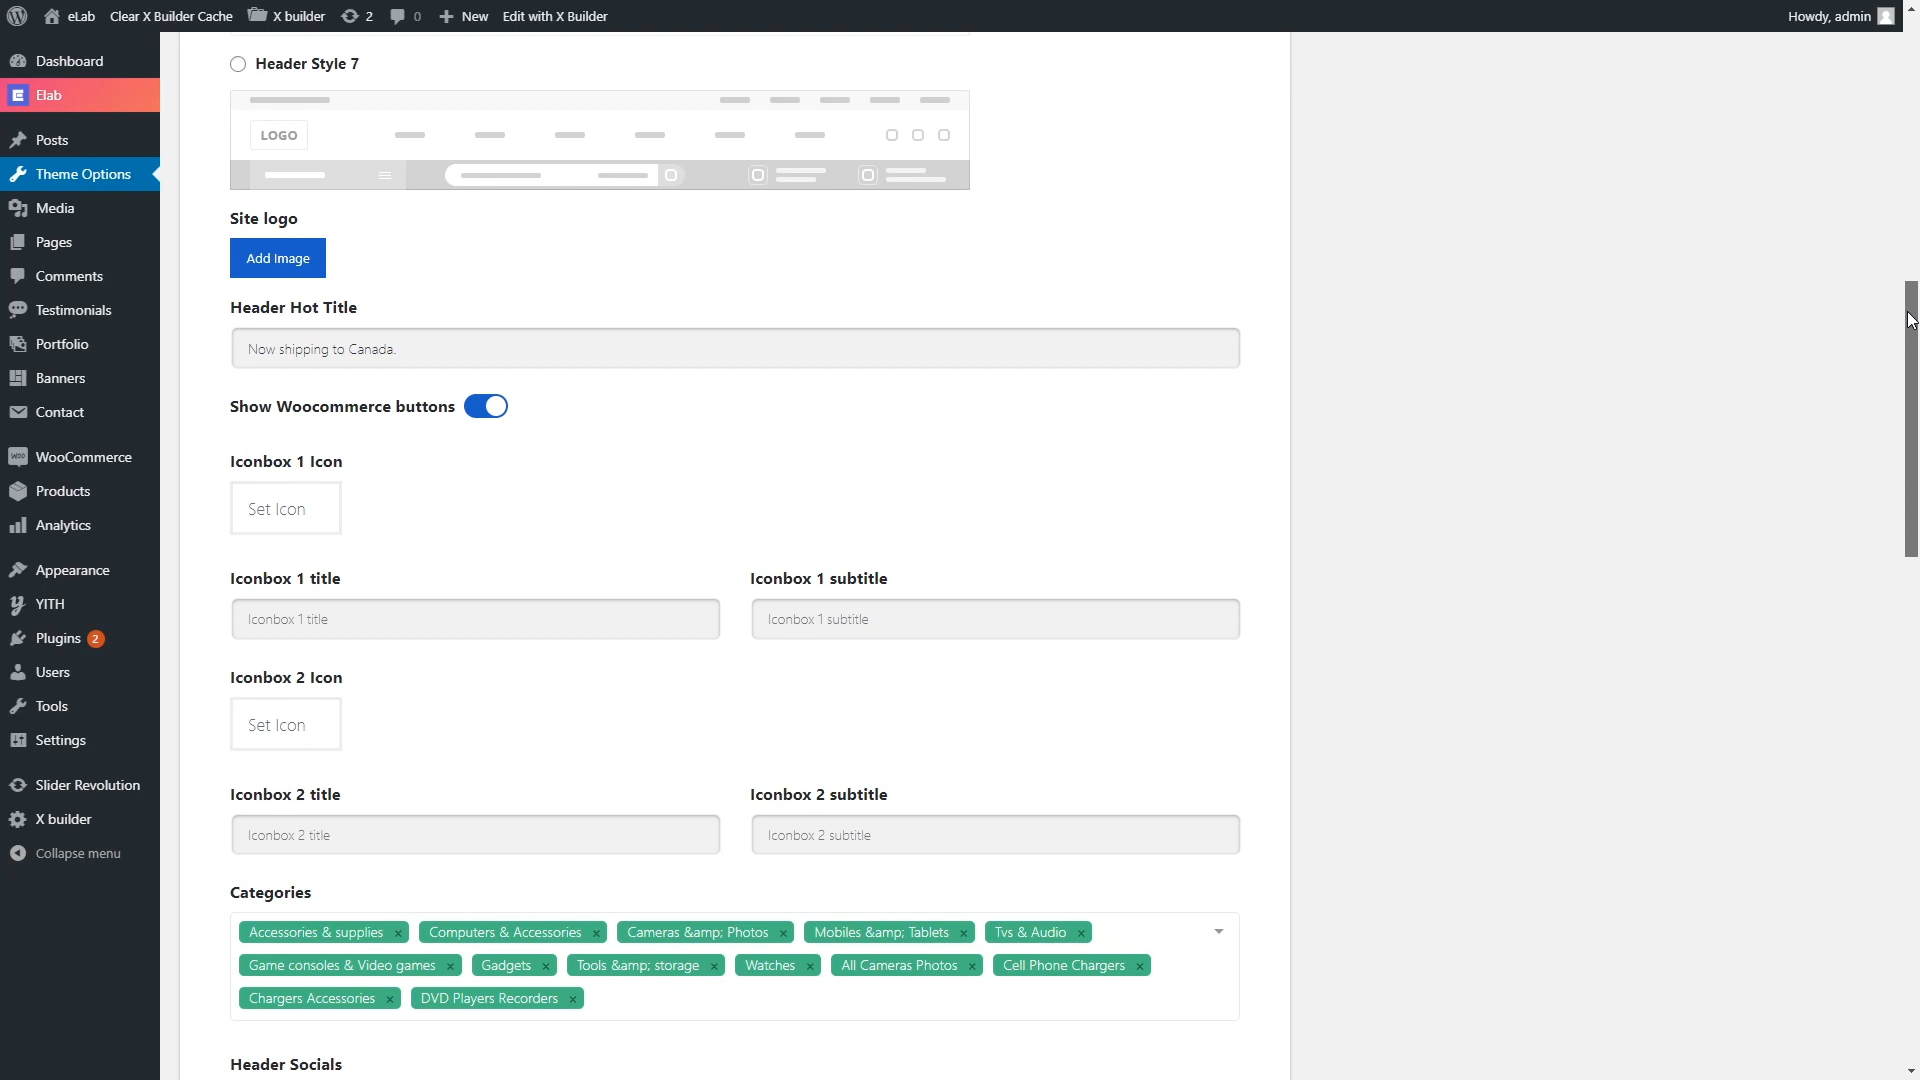 eLab Clear X Builder Cache X builder 2 0 New Edit with X Builder Howdy, admin
Dashboard
Elab
Posts
Theme Options
Media
Pages
Comments
Testimonials
Portfolio
Banners
Contact
WooCommerce
Products
Analytics
Appearance
YITH
Plugins 2
Users
Tools
Settings
Slider Revolution
X builder
Collapse menu
Header Style 7
LOGO
Site logo
Add Image
Header Hot Title
Now shipping to Canada.
Show Woocommerce buttons
Iconbox 1 Icon
Set Icon
Iconbox 1 title Iconbox 1 subtitle
Iconbox 1 title Iconbox 1 subtitle
Iconbox 2 Icon
Set Icon
Iconbox 2 title Iconbox 2 subtitle
Iconbox 2 title Iconbox 2 subtitle
Categories
Accessories & supplies × Computers & Accessories × Cameras &amp; Photos × Mobiles &amp; Tablets × Tvs & Audio ×
Game consoles & Video games × Gadgets × Tools &amp; storage × Watches × All Cameras Photos × Cell Phone Chargers ×
Chargers Accessories × DVD Players Recorders ×
Header Socials